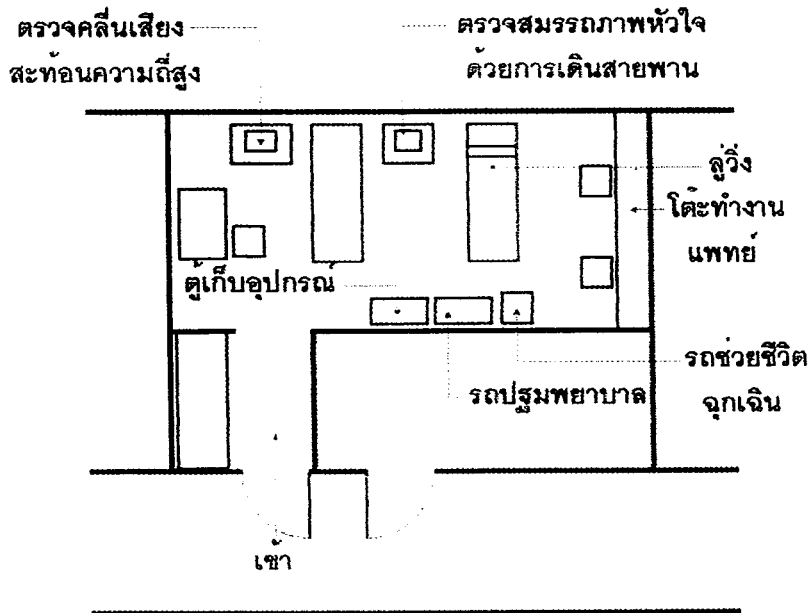 ตรวจคลื่นเสียง
สะท้อนความถี่สูง
ตรวจสมรรถภาพหัวใจ
ด้วยการเดินสายพาน
ลู่วิ่ง
โต๊ะทำงาน
แพทย์
ตู้เก็บอุปกรณ์
รถช่วยชีวิต
ฉุกเฉิน
รถปฐมพยาบาล
เข้า